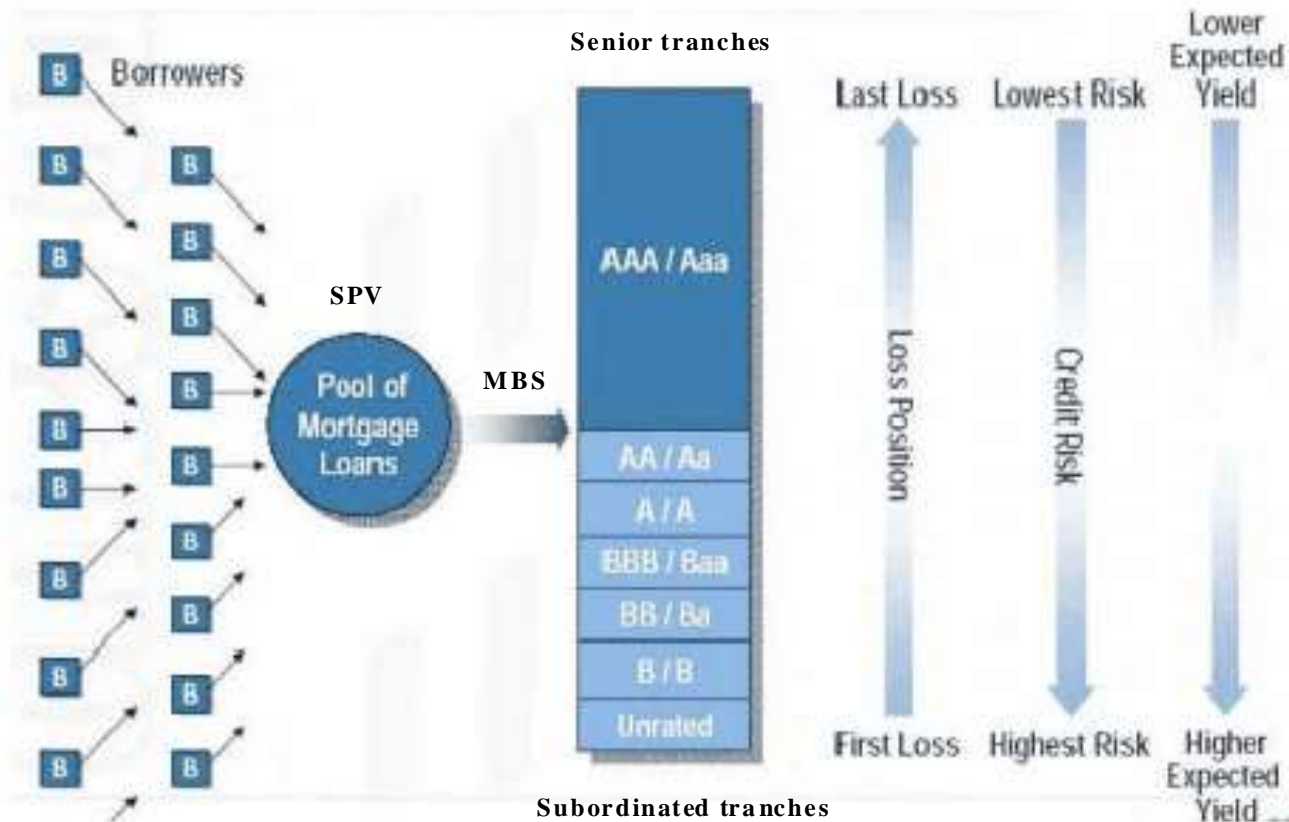 Senior tranches
Lower
Expected
Yield
B
Borrowers
Last Loss
Lowest Risk
B
B
B
B
AAA / Aaa
SPV
B
B
B
Pool of
Mortgage
Loans
MBS
Loss Position
Credit Risk
B
B
AA / Aa
B
A / A
B
B
BBB / Baa
B
BB / Ba
B
B / B
B
Unrated
First Loss
Highest Risk
Higher
Expected
Yield
B
B
Subordinated tranches